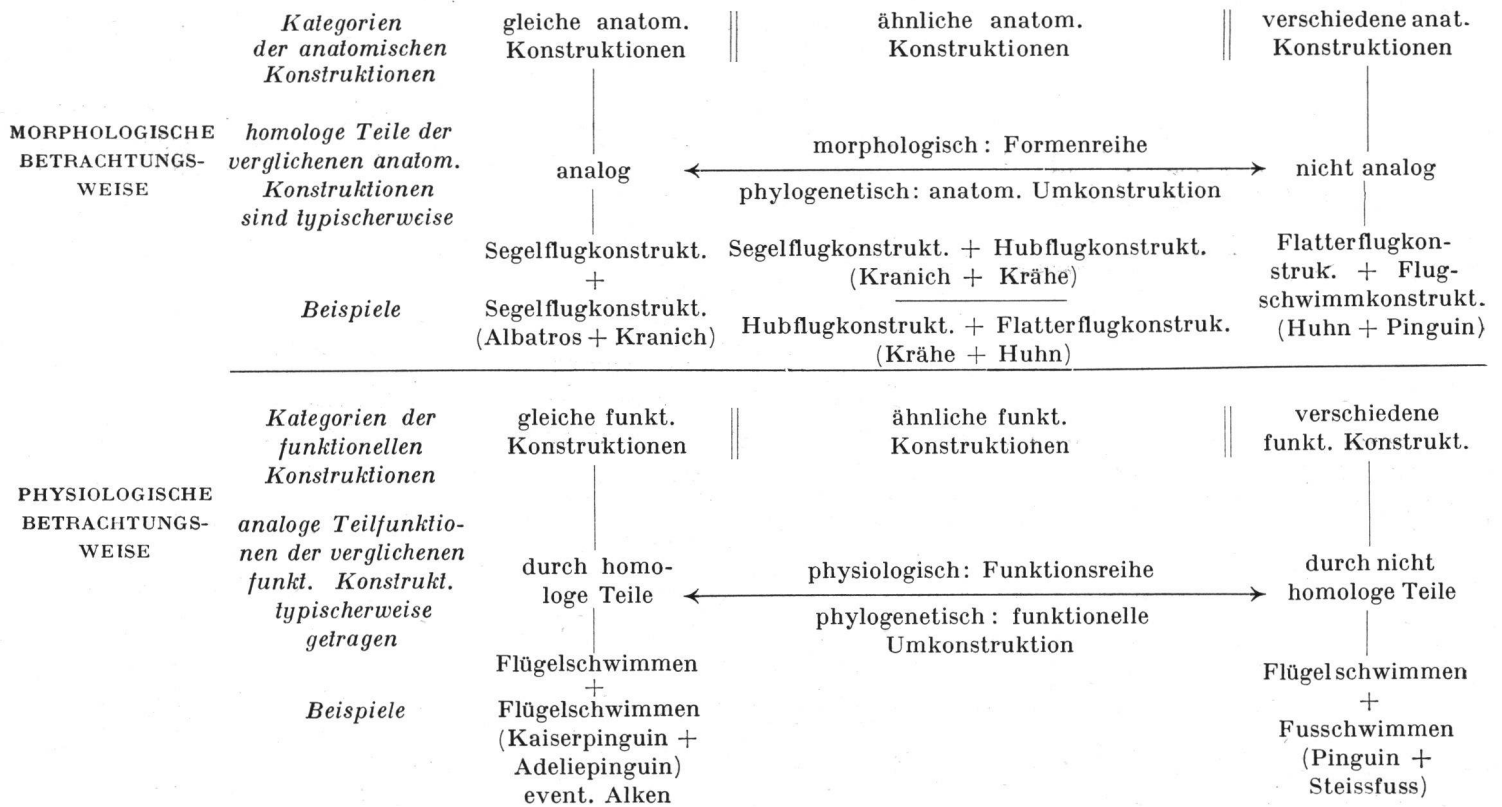 Kategorien
der anatomischen
Konstruktionen
gleiche anatom.
Konstruktionen
ähnliche anatom.
Konstruktionen
verschiedene anat.
Konstruktionen
MORPHOLOGISCHE
BETRACHTUNGS-
WEISE
homologe Teile der
verglichenen anatom.
Konstruktionen
sind typischerweise
analog
morphologisch: Formenreihe
phylogenetisch: anatom. Umkonstruktion
nicht analog
Beispiele
Segelflugkonstrukt.
+
Segelflugkonstrukt.
(Albatros + Kranich)
Segelflugkonstrukt. + Hubflugkonstrukt.
(Kranich + Krähe)
Hubflugkonstrukt. + Flatterflugkonstruk.
(Krähe + Huhn)
Flatterflugkon-
struk. + Flug-
schwimmkonstrukt.
(Huhn + Pinguin)
Kategorien der
funktionellen
Konstruktionen
gleiche funkt.
Konstruktionen
ähnliche funkt.
Konstruktionen
verschiedene
funkt. Konstrukt.
PHYSIOLOGISCHE
BETRACHTUNGS-
WEISE
analoge Teilfunktio-
nen der verglichenen
funkt. Konstrukt.
typischerweise
getragen
durch homo-
loge Teile
physiologisch: Funktionsreihe
phylogenetisch: funktionelle
Umkonstruktion
durch nicht
homologe Teile
Beispiele
Flügelschwimmen
+
Flügelschwimmen
(Kaiserpinguin +
Adeliepinguin)
event. Alken
Flügelschwimmen
+
Fusschwimmen
(Pinguin +
Steissfuss)